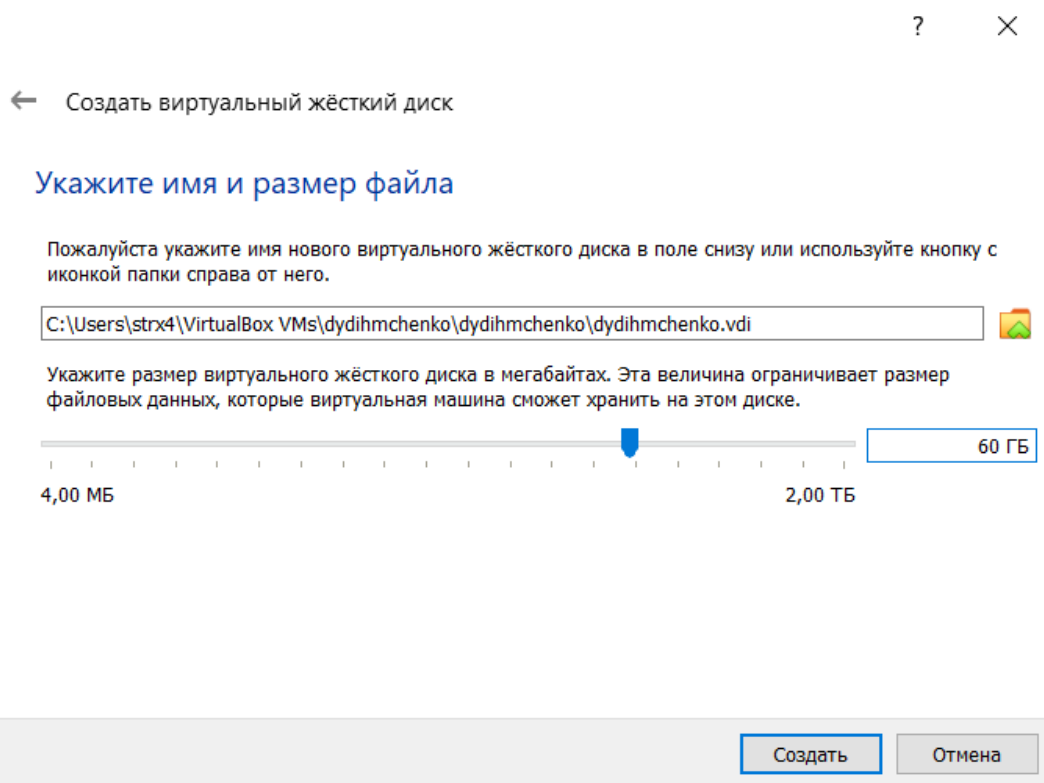 ?
Создать виртуальный жёсткий диск
Укажите имя и размер файла
Пожалуйста укажите имя нового виртуального жёсткого диска в поле снизу или используйте кнопку с
иконкой папки справа от него.
C:\Users\strx4\VirtualBox VMs\dydihmchenko\dydihmchenko\dydihmchenko.vdi
Укажите размер виртуального жёсткого диска в мегабайтах. Эта величина ограничивает размер
файловых данных, которые виртуальная машина сможет хранить на этом диске.
60 ГБ
4,00 МБ 2,00 ТБ
Создать Отмена